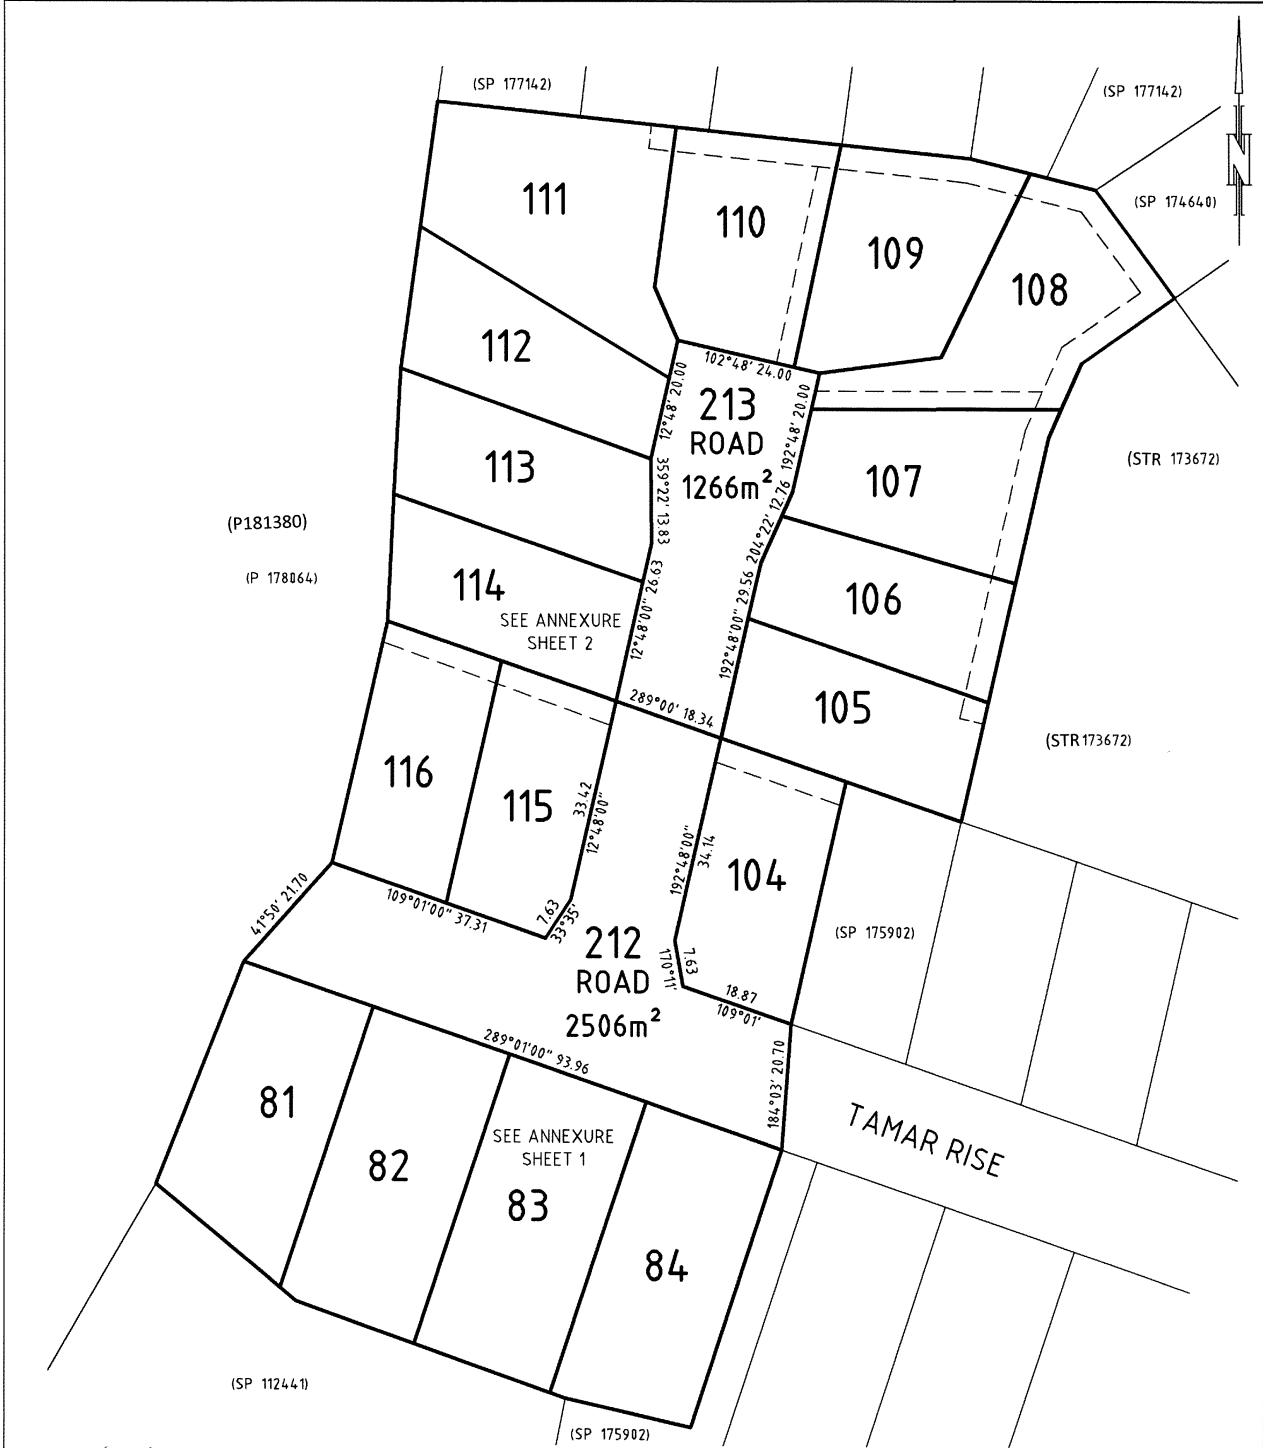 (SP 177142)
(SP 177142)
N
(SP 174640)
111
110
109
108
112
102°48' 24.00
12°48' 20.00
213
ROAD
1266m²
192°48' 20.00
(STR 173672)
113
359°22' 13.83
204°22' 12.76
107
(P181380)
(P 178064)
114
SEE ANNEXURE
SHEET 2
12°48'00" 26.63
192°48'00" 29.56
106
289°00' 18.34
105
(STR173672)
116
115
33.42
12°48'00"
192°48'00"
34.14
104
41°50' 21.70
109°01'00" 37.31
7.63
33°35'
212
ROAD
2506m²
170°11'
7.63
18.87
109°01'
(SP 175902)
289°01'00" 93.96
184°03' 20.70
TAMAR RISE
81
82
SEE ANNEXURE
SHEET 1
83
84
(SP 112441)
(SP 175902)